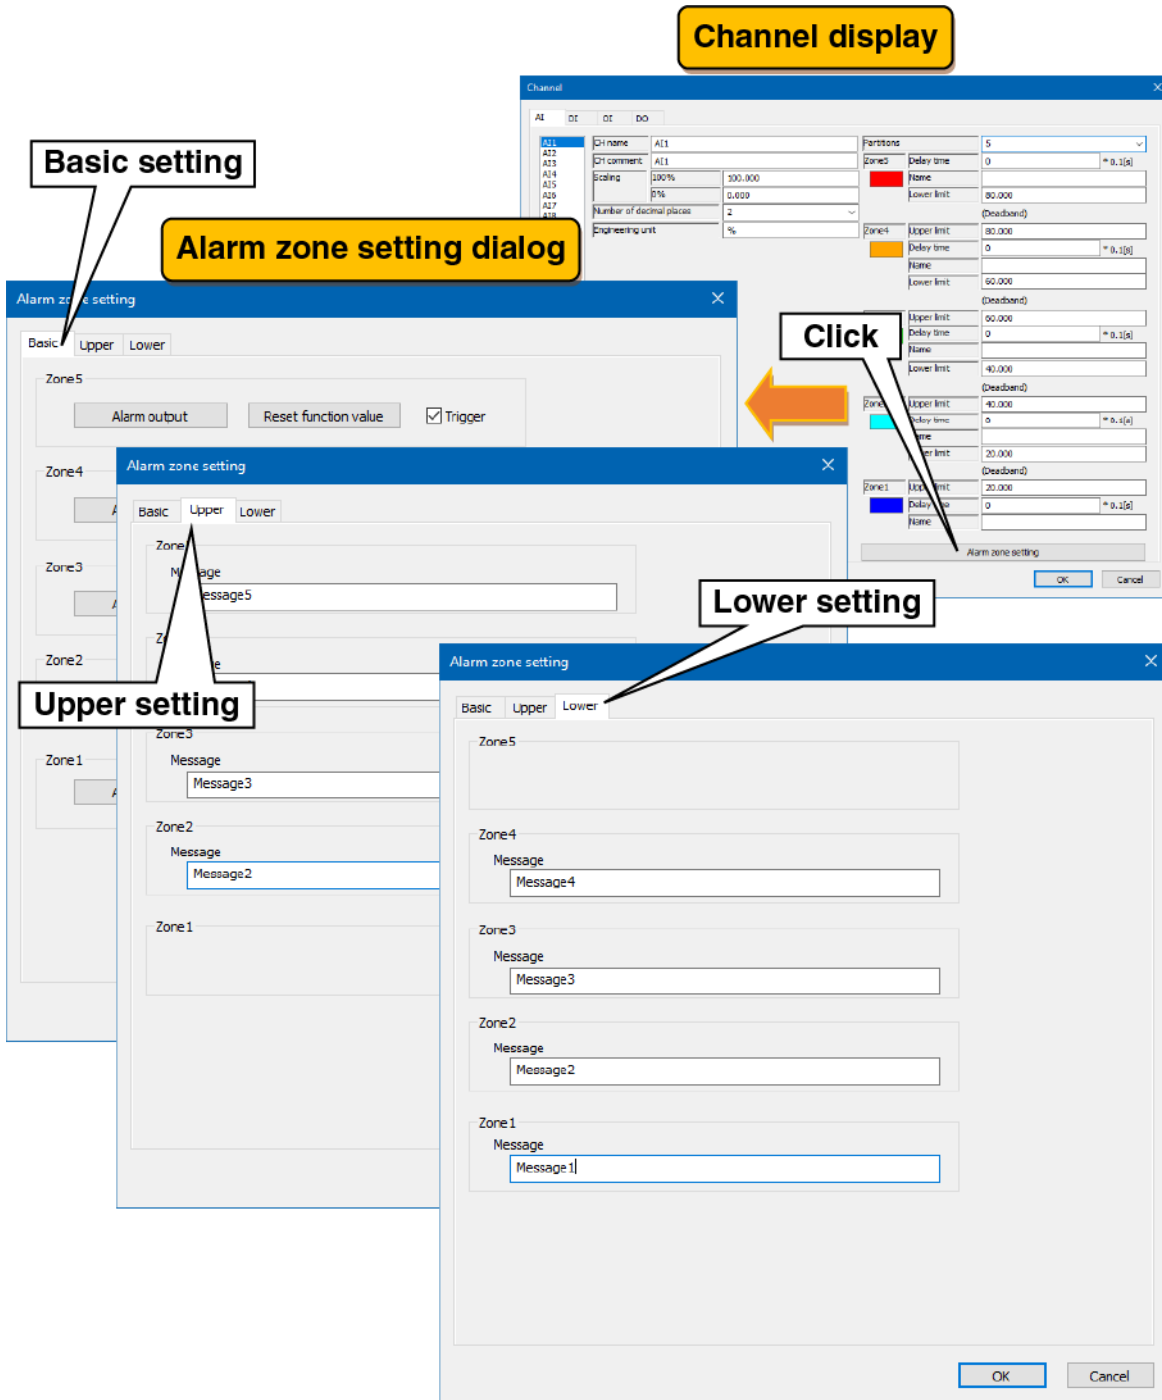 Channel display
Channel
AI DI OI DO
AI1
AI2
AI3
AI4
AI5
AI6
AI7
AI8
CH name AI1
CH comment AI1
Scaling 100% 100.000
0% 0.000
Number of decimal places 2
Engineering unit %
Partitions 5
Zone5 Delay time 0 * 0.1[s]
Name
Lower limit 80.000
(Deadband)
Zone4 Upper limit 80.000
Delay time 0 * 0.1[s]
Name
Lower limit 60.000
(Deadband)
Upper limit 60.000
Delay time 0 * 0.1[s]
Name
Lower limit 40.000
(Deadband)
Upper limit 40.000
Delay time 0 * 0.1[s]
20.000
(Deadband)
Zone1 Upper limit 20.000
Delay time 0 * 0.1[s]
Name
Alarm zone setting
OK Cancel
Click
Basic setting
Alarm zone setting dialog
Alarm zone setting
Basic Upper Lower
Zone5
Alarm output Reset function value Trigger
Zone4
Zone3
Zone2
Zone1
Upper setting
Alarm zone setting
Basic Upper Lower
Message5
Zone3
Message
Message3
Zone2
Message
Message2
Zone1
Lower setting
Alarm zone setting
Basic Upper Lower
Zone5
Zone4
Message
Message4
Zone3
Message
Message3
Zone2
Message
Message2
Zone1
Message
Message1
OK Cancel